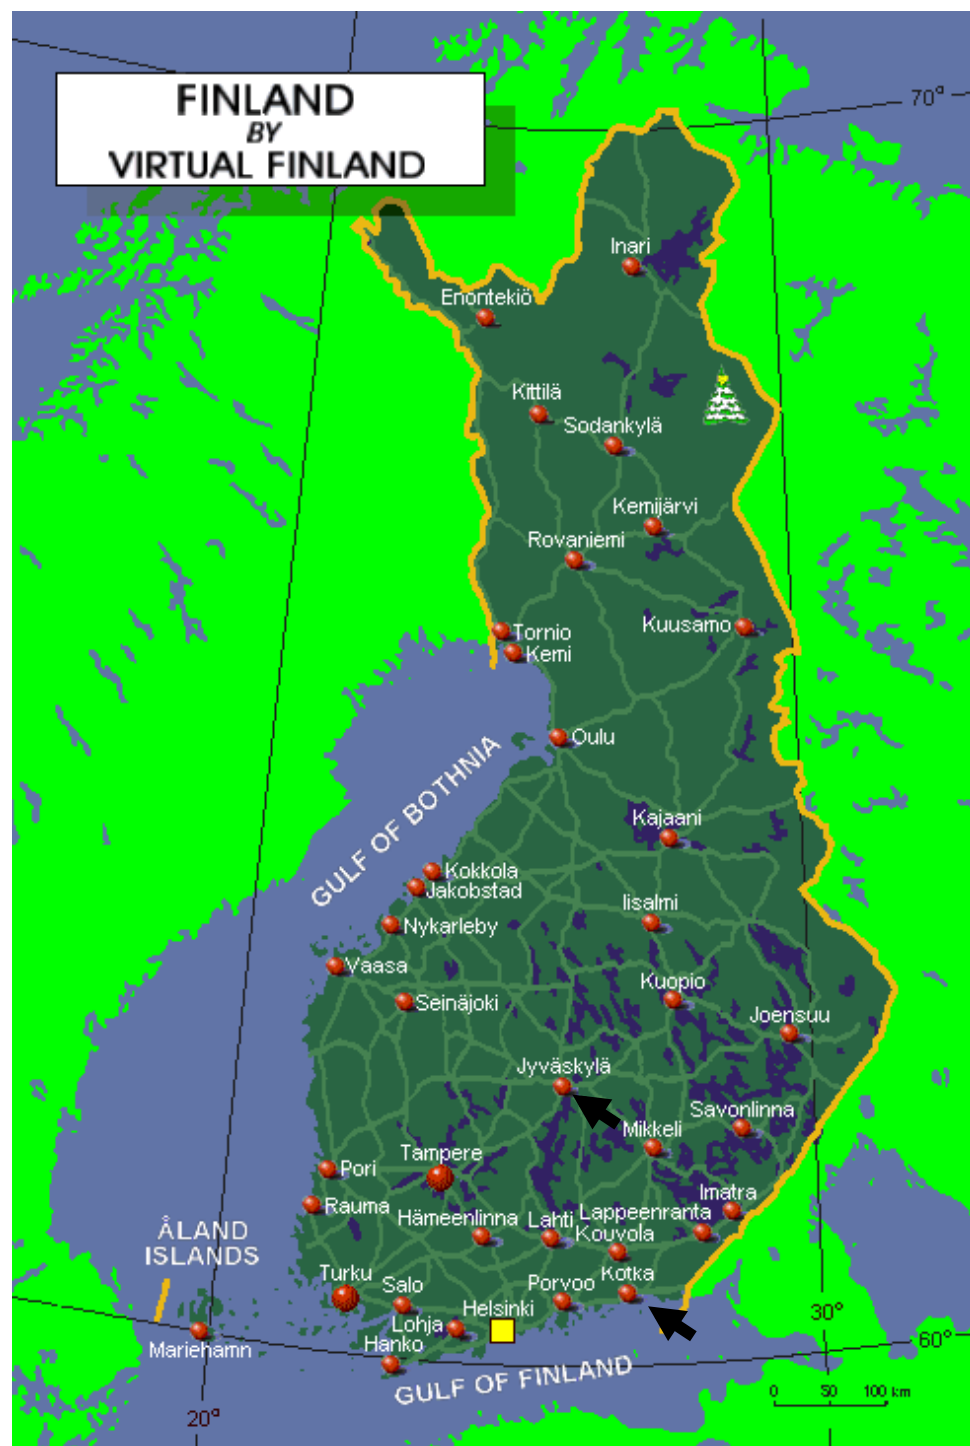 FINLAND
BY
VIRTUAL FINLAND
70°
Inari
Enontekiö
Kittilä
Sodankylä
Kemijärvi
Rovaniemi
Kuusamo
Tornio
Kemi
Oulu
GULF OF BOTHNIA
Kajaani
Kokkola
Jakobstad
Iisalmi
Nykarleby
Vaasa
Kuopio
Seinäjoki
Joensuu
Jyväskylä
Savonlinna
Mikkeli
Tampere
Pori
Imatra
Rauma
Lappeenranta
Hämeenlinna
Lahti
Kouvola
ÅLAND
ISLANDS
Turku
Salo
Porvoo
Kotka
Helsinki
Lohja
30°
60°
Mariehamn
Hanko
GULF OF FINLAND
0 50 100 km
20°